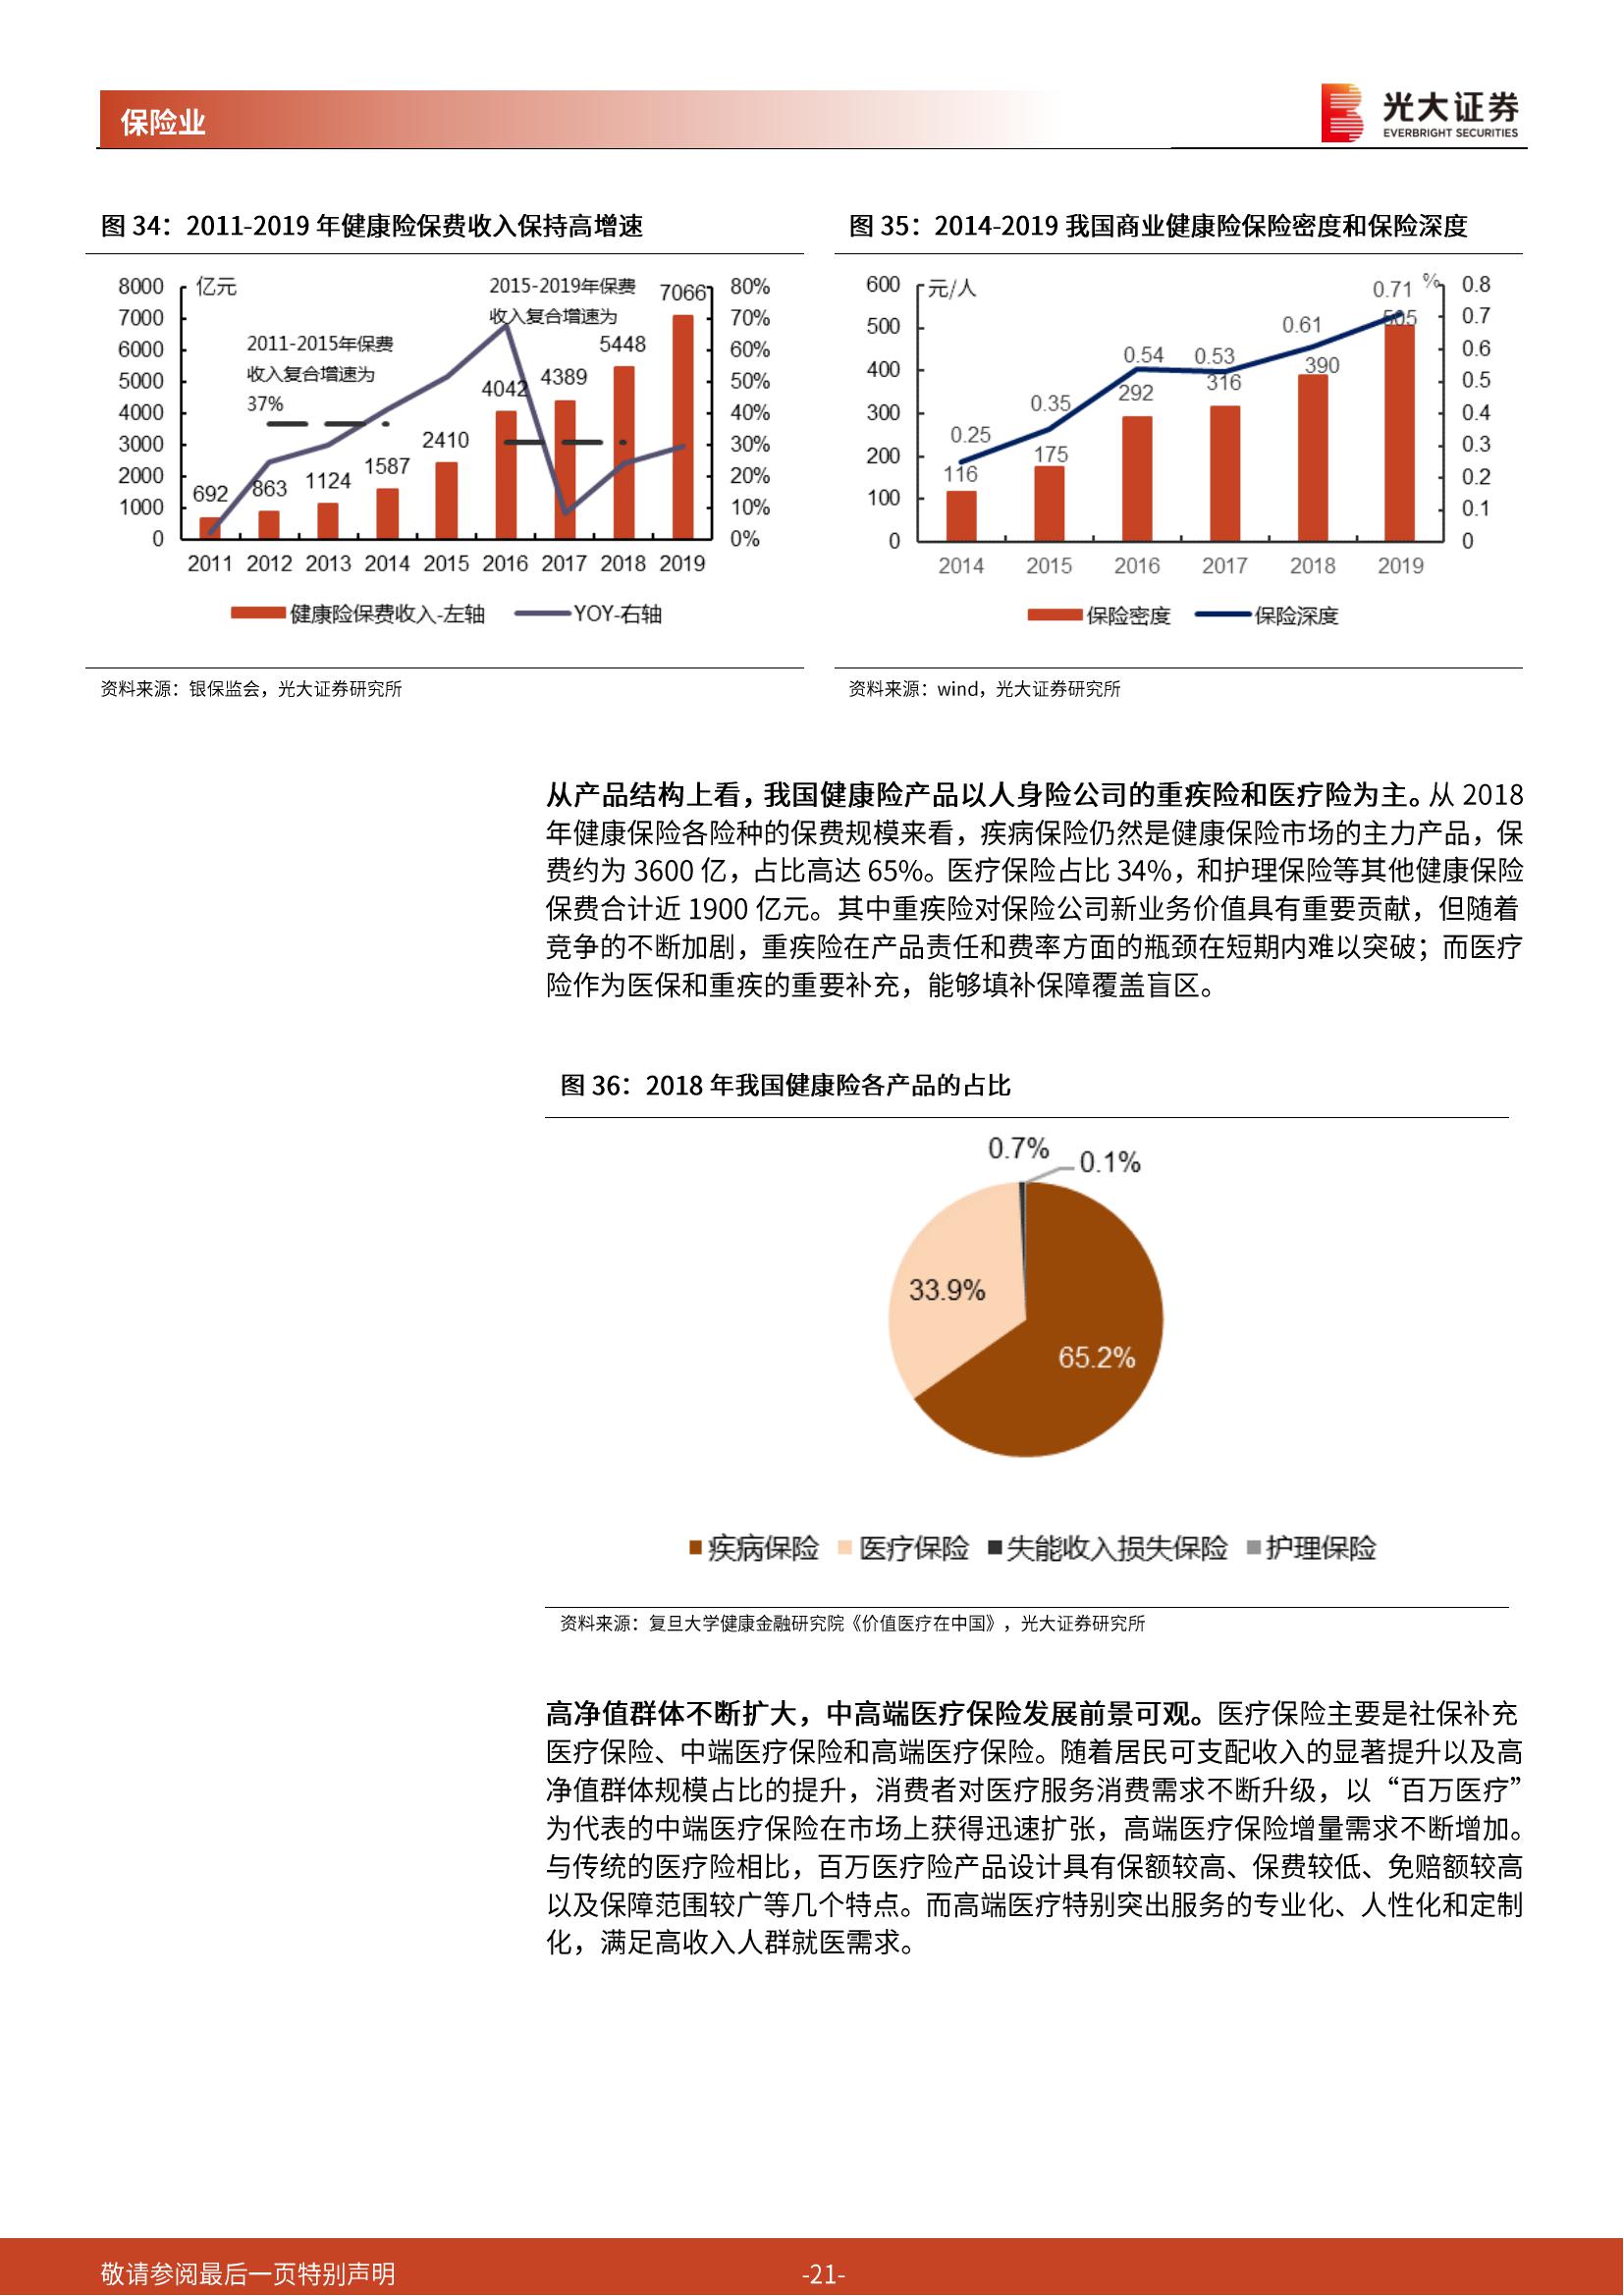 保险业
光大证券
EVERBRIGHT SECURITIES
图 34：2011-2019 年健康险保费收入保持高增速
8000
7000
6000
5000
4000
3000
2000
1000
0
亿元
2011-2015年保费
收入复合增速为
37%
2015-2019年保费
收入复合增速为
692
863
1124
1587
2410
4042
4389
5448
7066
80%
70%
60%
50%
40%
30%
20%
10%
0%
2011 2012 2013 2014 2015 2016 2017 2018 2019
健康险保费收入-左轴 YOY-右轴
资料来源：银保监会，光大证券研究所
图 35：2014-2019 我国商业健康险保险密度和保险深度
600
500
400
300
200
100
0
元/人
0.25
0.35
0.54
0.53
0.61
0.71
116
175
292
316
390
505
%
0.8
0.7
0.6
0.5
0.4
0.3
0.2
0.1
0
2014 2015 2016 2017 2018 2019
保险密度 保险深度
资料来源：wind，光大证券研究所
从产品结构上看，我国健康险产品以人身险公司的重疾险和医疗险为主。从 2018
年健康保险各险种的保费规模来看，疾病保险仍然是健康保险市场的主力产品，保
费约为 3600 亿，占比高达 65%。医疗保险占比 34%，和护理保险等其他健康保险
保费合计近 1900 亿元。其中重疾险对保险公司新业务价值具有重要贡献，但随着
竞争的不断加剧，重疾险在产品责任和费率方面的瓶颈在短期内难以突破；而医疗
险作为医保和重疾的重要补充，能够填补保障覆盖盲区。
图 36：2018 年我国健康险各产品的占比
0.7%
0.1%
33.9%
65.2%
疾病保险 医疗保险 失能收入损失保险 护理保险
资料来源：复旦大学健康金融研究院《价值医疗在中国》，光大证券研究所
高净值群体不断扩大，中高端医疗保险发展前景可观。医疗保险主要是社保补充
医疗保险、中端医疗保险和高端医疗保险。随着居民可支配收入的显著提升以及高
净值群体规模占比的提升，消费者对医疗服务消费需求不断升级，以“百万医疗”
为代表的中端医疗保险在市场上获得迅速扩张，高端医疗保险增量需求不断增加。
与传统的医疗险相比，百万医疗险产品设计具有保额较高、保费较低、免赔额较高
以及保障范围较广等几个特点。而高端医疗特别突出服务的专业化、人性化和定制
化，满足高收入人群就医需求。
敬请参阅最后一页特别声明
-21-